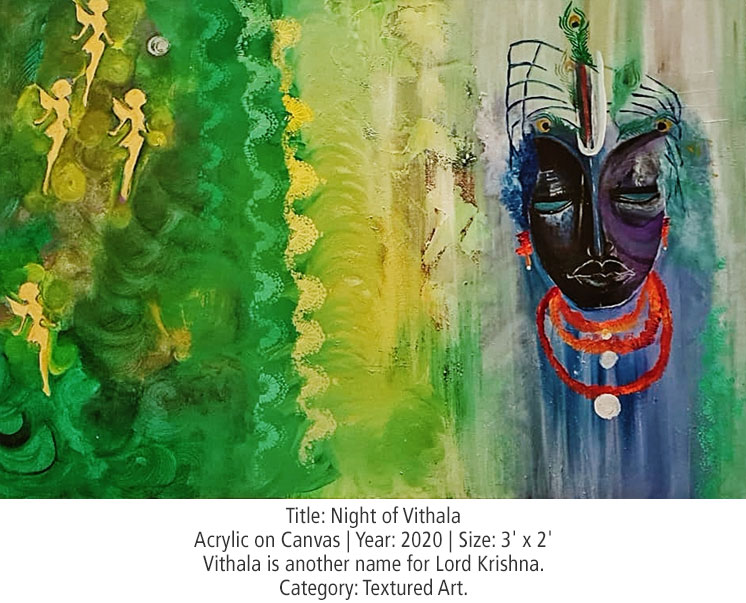 Title: Night of Vithala
Acrylic on Canvas | Year: 2020 | Size: 3' x 2'
Vithala is another name for Lord Krishna.
Category: Textured Art.